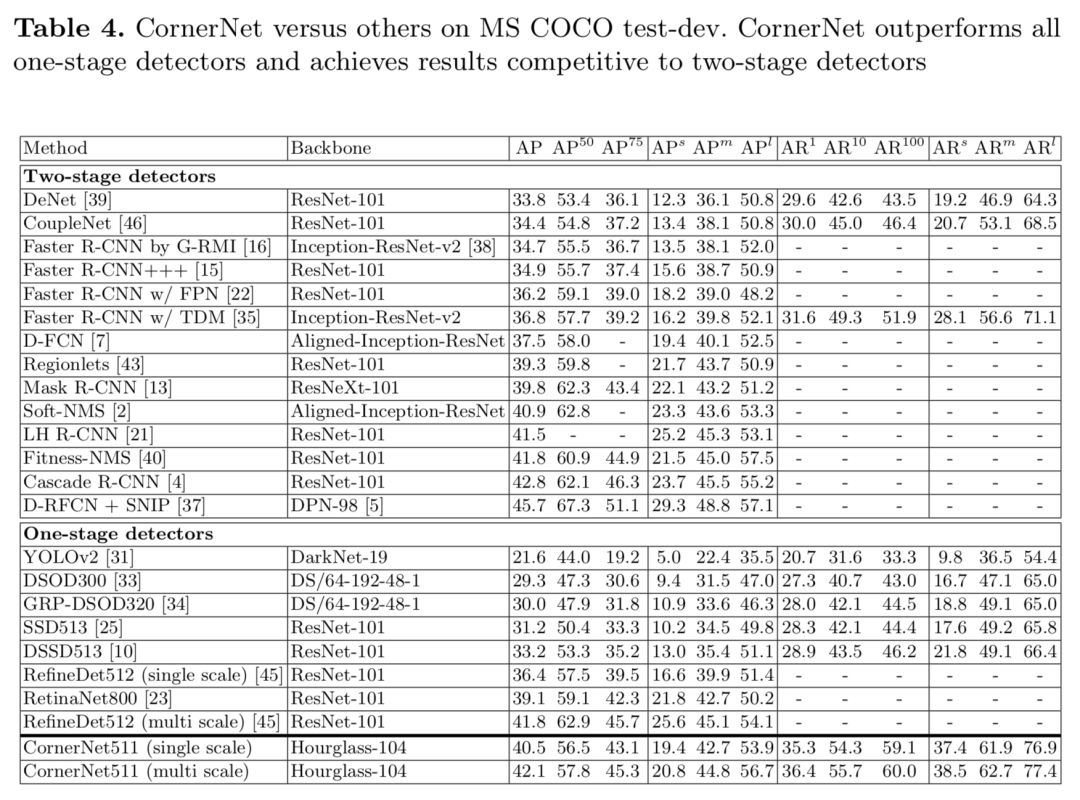 Table 4. CornerNet versus others on MS COCO test-dev. CornerNet outperforms all
one-stage detectors and achieves results competitive to two-stage detectors
Method Backbone AP AP50 AP75 APs APm APl AR1 AR10 AR100 ARs ARm ARl
Two-stage detectors
DeNet [39] ResNet-101 33.8 53.4 36.1 12.3 36.1 50.8 29.6 42.6 43.5 19.2 46.9 64.3
CoupleNet [46] ResNet-101 34.4 54.8 37.2 13.4 38.1 50.8 30.0 45.0 46.4 20.7 53.1 68.5
Faster R-CNN by G-RMI [16] Inception-ResNet-v2 [38] 34.7 55.5 36.7 13.5 38.1 52.0 - - - - - -
Faster R-CNN+++ [15] ResNet-101 34.9 55.7 37.4 15.6 38.7 50.9 - - - - - -
Faster R-CNN w/ FPN [22] ResNet-101 36.2 59.1 39.0 18.2 39.0 48.2 - - - - - -
Faster R-CNN w/ TDM [35] Inception-ResNet-v2 36.8 57.7 39.2 16.2 39.8 52.1 31.6 49.3 51.9 28.1 56.6 71.1
D-FCN [7] Aligned-Inception-ResNet 37.5 58.0 - 19.4 40.1 52.5 - - - - - -
Regionlets [43] ResNet-101 39.3 59.8 - 21.7 43.7 50.9 - - - - - -
Mask R-CNN [13] ResNeXt-101 39.8 62.3 43.4 22.1 43.2 51.2 - - - - - -
Soft-NMS [2] Aligned-Inception-ResNet 40.9 62.8 - 23.3 43.6 53.3 - - - - - -
LH R-CNN [21] ResNet-101 41.5 - - 25.2 45.3 53.1 - - - - - -
Fitness-NMS [40] ResNet-101 41.8 60.9 44.9 21.5 45.0 57.5 - - - - - -
Cascade R-CNN [4] ResNet-101 42.8 62.1 46.3 23.7 45.5 55.2 - - - - - -
D-RFCN + SNIP [37] DPN-98 [5] 45.7 67.3 51.1 29.3 48.8 57.1 - - - - - -
One-stage detectors
YOLOv2 [31] DarkNet-19 21.6 44.0 19.2 5.0 22.4 35.5 20.7 31.6 33.3 9.8 36.5 54.4
DSOD300 [33] DS/64-192-48-1 29.3 47.3 30.6 9.4 31.5 47.0 27.3 40.7 43.0 16.7 47.1 65.0
GRP-DSOD320 [34] DS/64-192-48-1 30.0 47.9 31.8 10.9 33.6 46.3 28.0 42.1 44.5 18.8 49.1 65.0
SSD513 [25] ResNet-101 31.2 50.4 33.3 10.2 34.5 49.8 28.3 42.1 44.4 17.6 49.2 65.8
DSSD513 [10] ResNet-101 33.2 53.3 35.2 13.0 35.4 51.1 28.9 43.5 46.2 21.8 49.1 66.4
RefineDet512 (single scale) [45] ResNet-101 36.4 57.5 39.5 16.6 39.9 51.4 - - - - - -
RetinaNet800 [23] ResNet-101 39.1 59.1 42.3 21.8 42.7 50.2 - - - - - -
RefineDet512 (multi scale) [45] ResNet-101 41.8 62.9 45.7 25.6 45.1 54.1 - - - - - -
CornerNet511 (single scale) Hourglass-104 40.5 56.5 43.1 19.4 42.7 53.9 35.3 54.3 59.1 37.4 61.9 76.9
CornerNet511 (multi scale) Hourglass-104 42.1 57.8 45.3 20.8 44.8 56.7 36.4 55.7 60.0 38.5 62.7 77.4